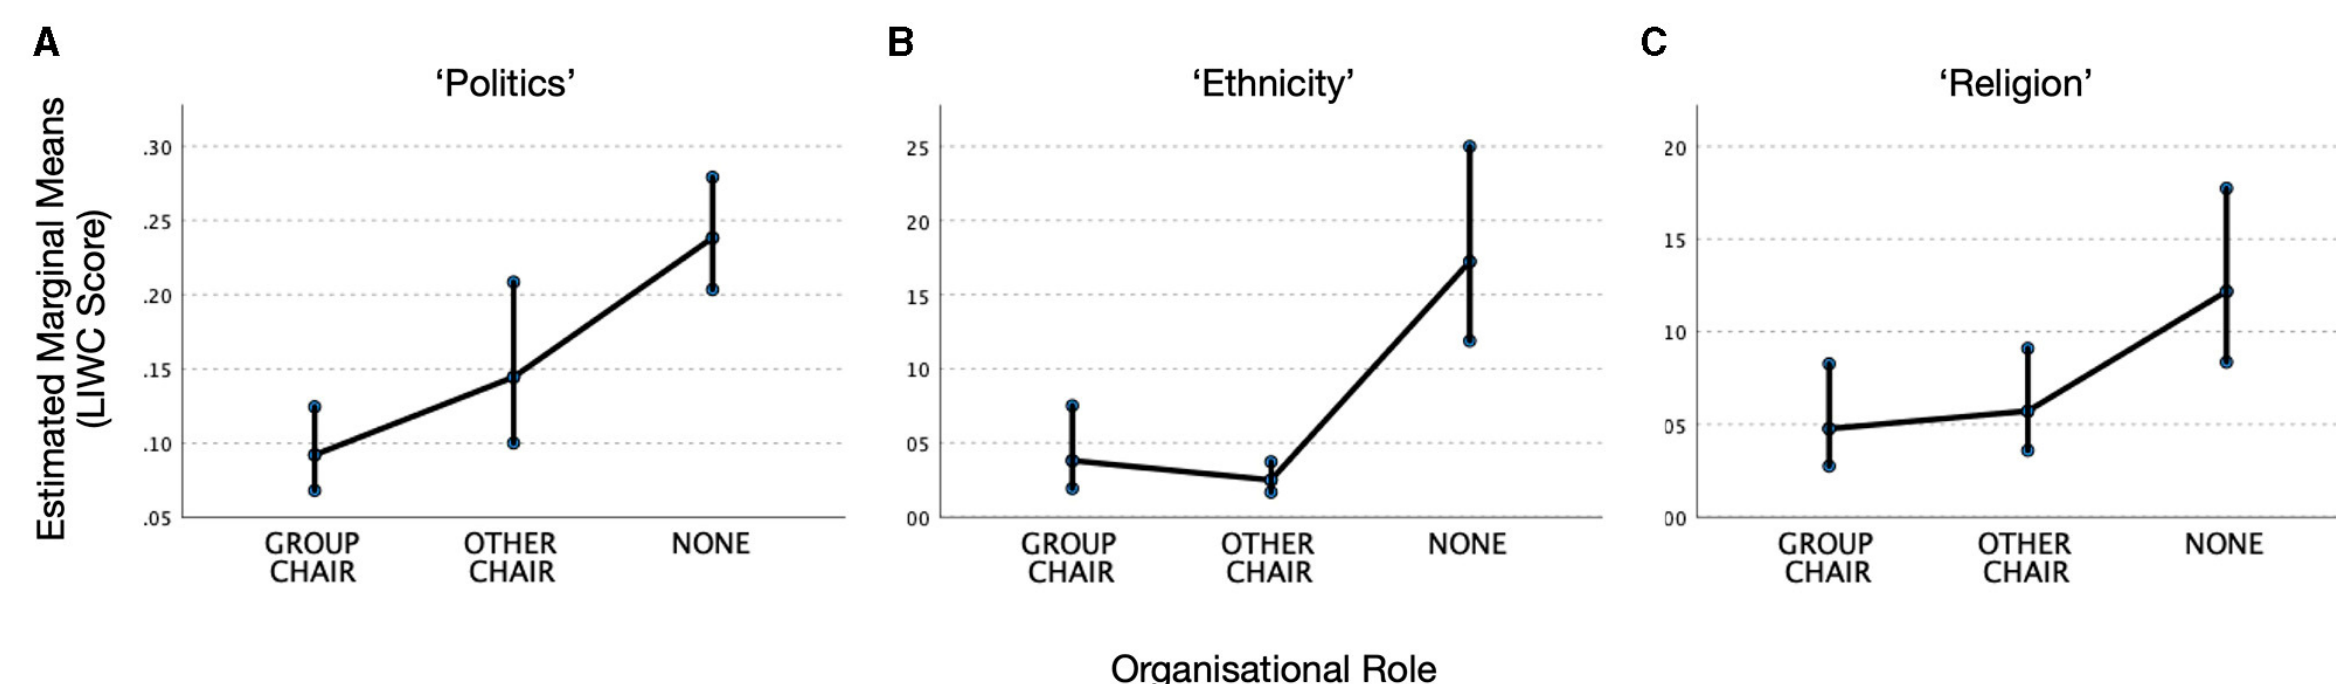 A
B
C
‘Politics’
‘Ethnicity’
‘Religion’
Estimated Marginal Means
(LIWC Score)
.30
.25
.20
.15
.10
.05
25
20
15
10
05
00
20
15
10
05
00
GROUP
CHAIR
OTHER
CHAIR
NONE
GROUP
CHAIR
OTHER
CHAIR
NONE
GROUP
CHAIR
OTHER
CHAIR
NONE
Organisational Role